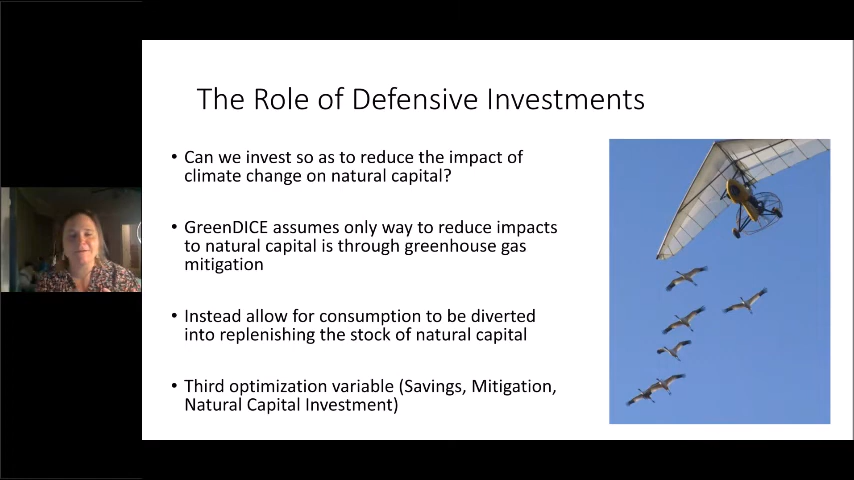 The Role of Defensive Investments
• Can we invest so as to reduce the impact of
climate change on natural capital?
• GreenDICE assumes only way to reduce impacts
to natural capital is through greenhouse gas
mitigation
• Instead allow for consumption to be diverted
into replenishing the stock of natural capital
• Third optimization variable (Savings, Mitigation,
Natural Capital Investment)